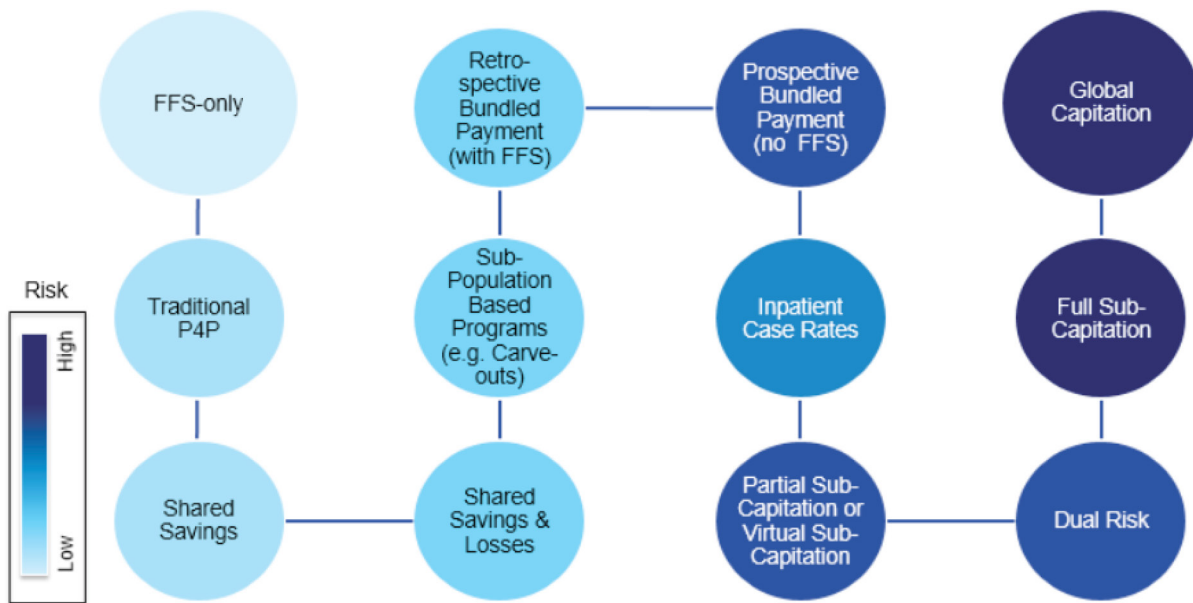 FFS-only
Traditional
P4P
Shared
Savings
Retro-
spective
Bundled
Payment
(with FFS)
Sub-
Population
Based
Programs
(e.g. Carve-
outs)
Shared
Savings &
Losses
Prospective
Bundled
Payment
(no FFS)
Inpatient
Case Rates
Partial Sub-
Capitation or
Virtual Sub-
Capitation
Global
Capitation
Full Sub-
Capitation
Dual Risk
Risk
High
Low